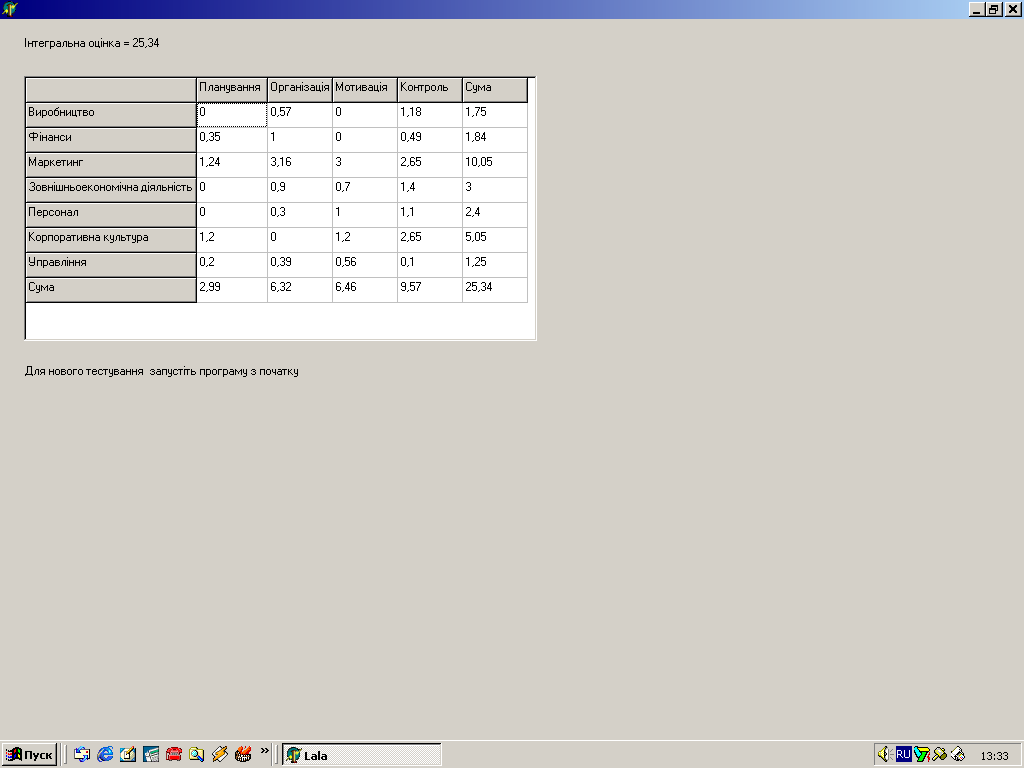 Інтегральна оцінка = 25,34
Планування Організація Мотивація Контроль Сума
Виробництво 0 0,57 0 1,18 1,75
Фінанси 0,35 1 0 0,49 1,84
Маркетинг 1,24 3,16 3 2,65 10,05
Зовнішньоекономічна діяльність 0 0,9 0,7 1,4 3
Персонал 0 0,3 1 1,1 2,4
Корпоративна культура 1,2 0 1,2 2,65 5,05
Управління 0,2 0,39 0,56 0,1 1,25
Сума 2,99 6,32 6,46 9,57 25,34
Для нового тестування запустіть програму з початку
Пуск » Lala RU 13:33